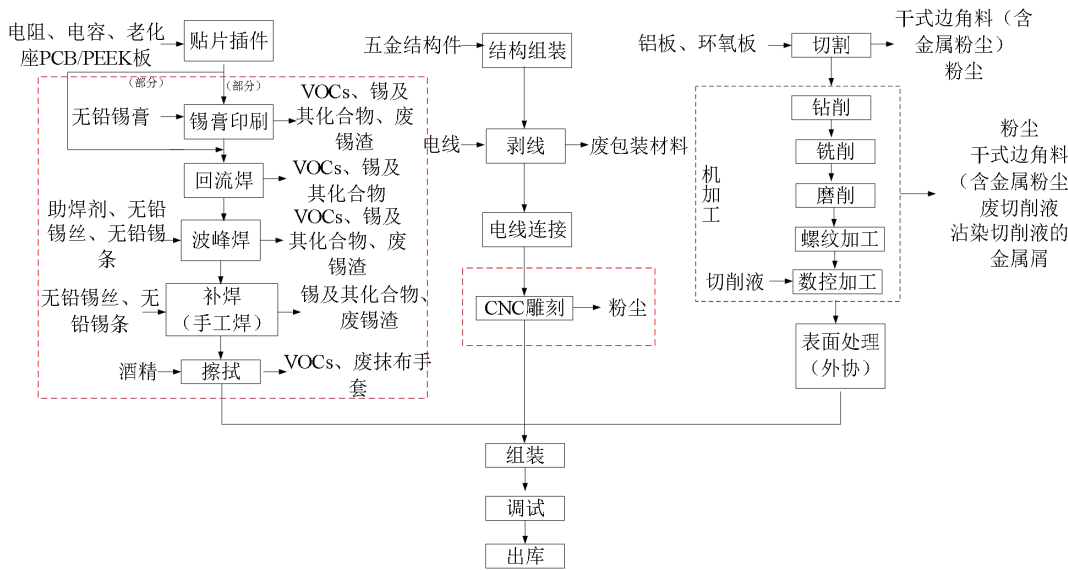 电阻、电容、老化
座PCB/PEEK板
贴片插件
(部分)
(部分)
无铅锡膏
锡膏印刷
VOCs、锡及
其化合物、废
锡渣
回流焊
VOCs、锡及
其化合物
助焊剂、无铅
锡丝、无铅锡
条
波峰焊
VOCs、锡及
其化合物、废
锡渣
无铅锡丝、无
铅锡条
补焊
（手工焊）
锡及其化合物、
废锡渣
酒精
擦拭
VOCs、废抹布手
套
五金结构件
结构组装
电线
剥线
废包装材料
电线连接
CNC雕刻
粉尘
铝板、环氧板
切割
干式边角料（含
金属粉尘）
粉尘
机加工
钻削
铣削
磨削
螺纹加工
切削液
数控加工
粉尘
干式边角料
（含金属粉尘
废切削液
沾染切削液的
金属屑
表面处理
（外协）
组装
调试
出库